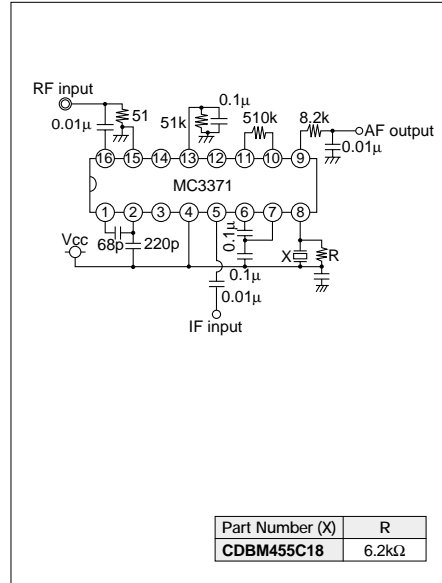 RF input
0.01μ
51
51k
0.1μ
510k
8.2k
AF output
0.01μ
16 15 14 13 12 11 10 9
MC3371
1 2 3 4 5 6 7 8
Vcc
68p
220p
0.1μ
0.1μ
X
R
0.01μ
IF input
Part Number (X) R
CDBM455C18 6.2kΩ